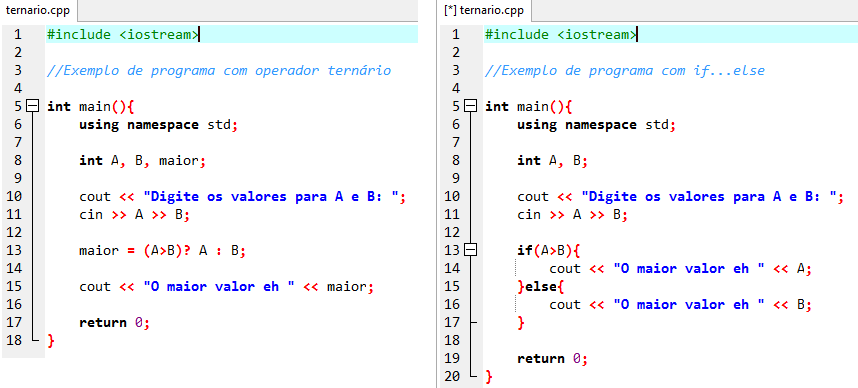 ternario.cpp
1 #include <iostream>
2
3 //Exemplo de programa com operador ternário
4
5 int main(){
6 using namespace std;
7
8 int A, B, maior;
9
10 cout << "Digite os valores para A e B: ";
11 cin >> A >> B;
12
13 maior = (A>B)? A : B;
14
15 cout << "O maior valor eh " << maior;
16
17 return 0;
18 }
[*] ternario.cpp
1 #include <iostream>
2
3 //Exemplo de programa com if...else
4
5 int main(){
6 using namespace std;
7
8 int A, B;
9
10 cout << "Digite os valores para A e B: ";
11 cin >> A >> B;
12
13 if(A>B){
14 cout << "O maior valor eh " << A;
15 }else{
16 cout << "O maior valor eh " << B;
17 }
18
19 return 0;
20 }